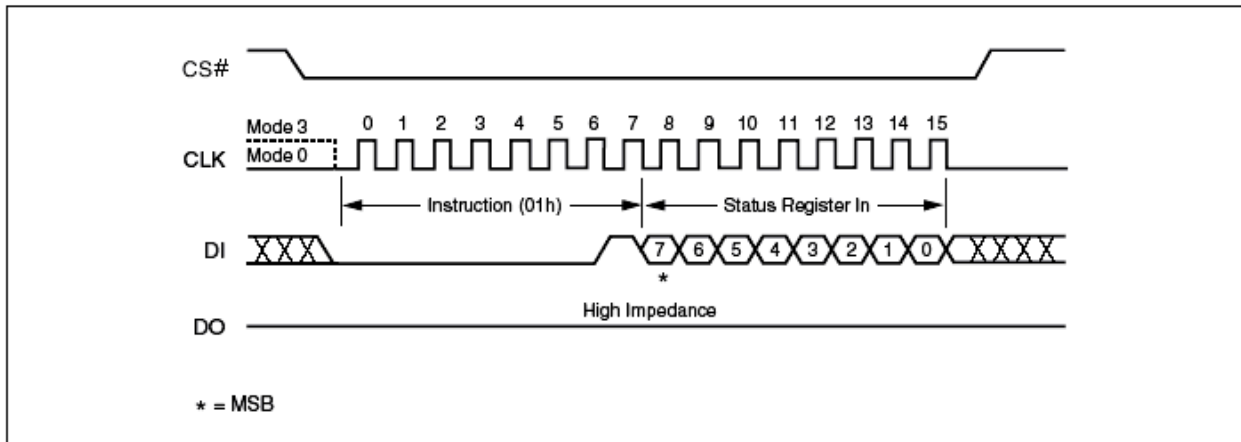 CS#
Mode 3
0 1 2 3 4 5 6 7 8 9 10 11 12 13 14 15
CLK
Mode 0
Instruction (01h)
Status Register In
DI
7 6 5 4 3 2 1 0
*
High Impedance
DO
* = MSB